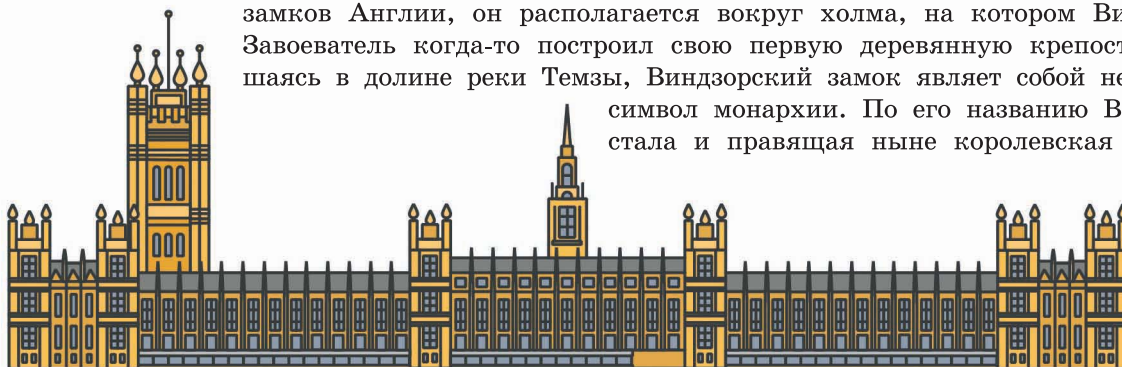 замков Англии, он располагается вокруг холма, на котором
Завоеватель когда-то построил свою первую деревянную
шаясь в долине реки Темзы, Виндзорский замок являет собой
символ монархии. По его названию
стала и правящая ныне королевская